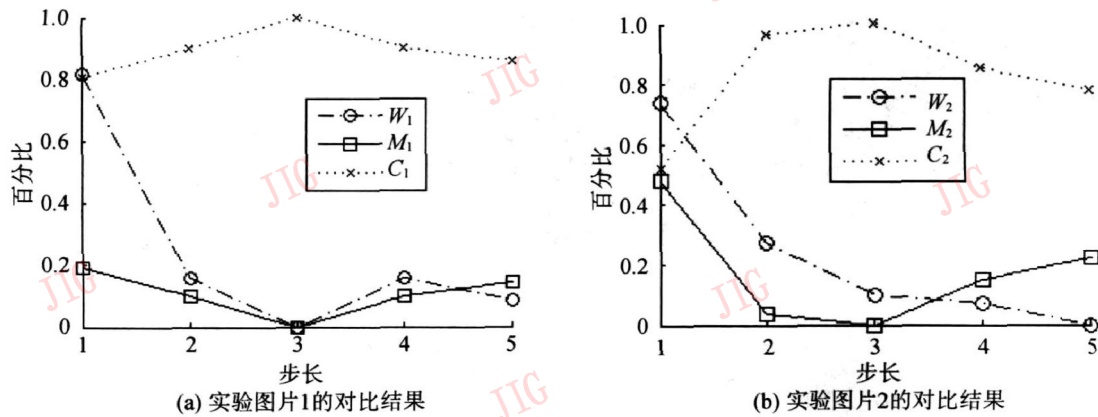 1.0
0.8
0.6
0.4
0.2
0
百分比
W₁
M₁
C₁
1 2 3 4 5
步长
(a) 实验图片1的对比结果
1.0
0.8
0.6
0.4
0.2
0
百分比
W₂
M₂
C₂
1 2 3 4 5
步长
(b) 实验图片2的对比结果
JIG
JIG
JIG
JIG
JIG
JIG